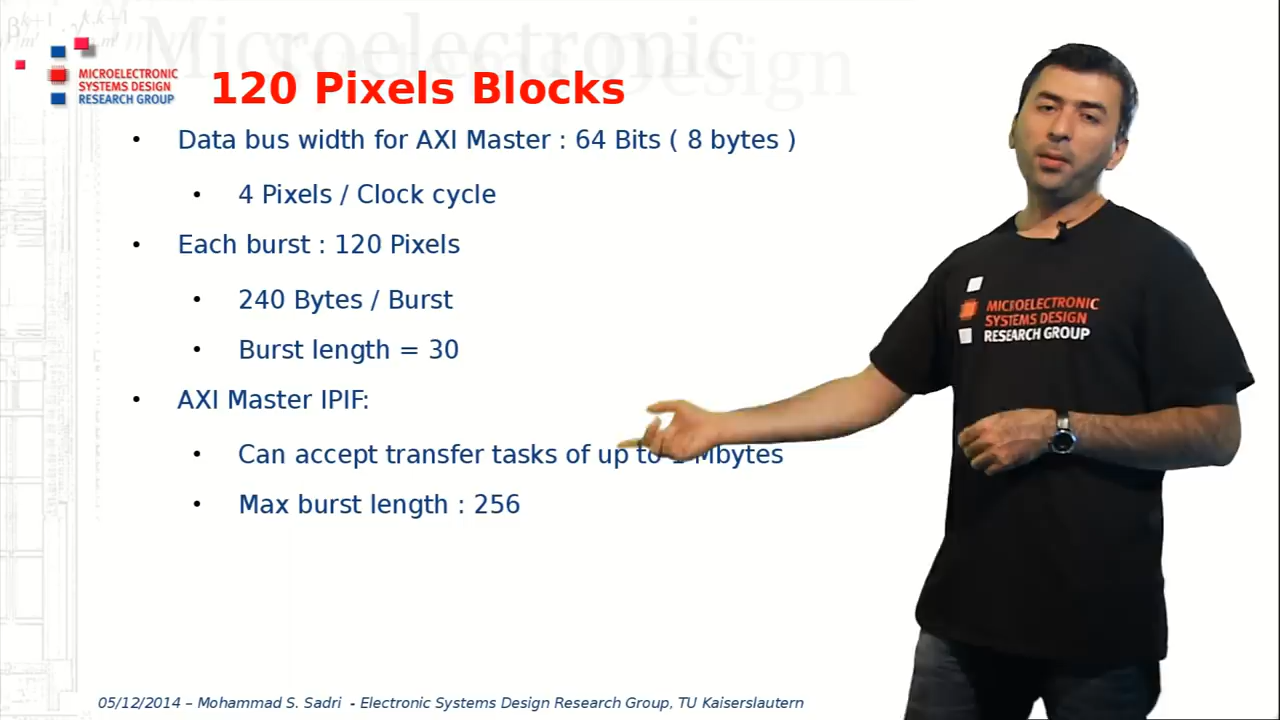 Microelectronic
Design
MICROELECTRONIC
SYSTEMS DESIGN
RESEARCH GROUP
120 Pixels Blocks
• Data bus width for AXI Master : 64 Bits ( 8 bytes )
• 4 Pixels / Clock cycle
• Each burst : 120 Pixels
• 240 Bytes / Burst
• Burst length = 30
• AXI Master IPIF:
• Can accept transfer tasks of up to Mbytes
• Max burst length : 256
MICROELECTRONIC
SYSTEMS DESIGN
RESEARCH GROUP
05/12/2014 – Mohammad S. Sadri - Electronic Systems Design Research Group, TU Kaiserslautern